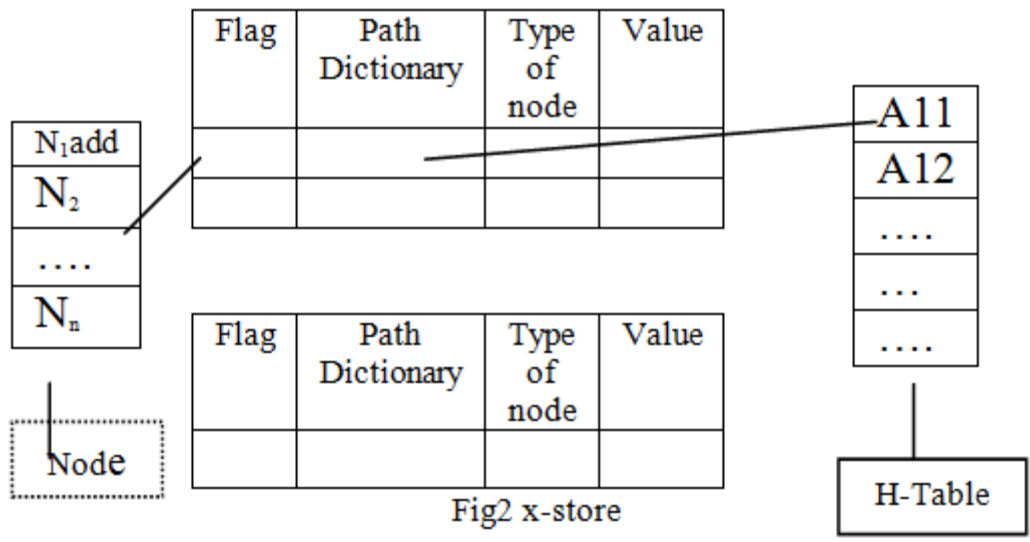 Flag Path Dictionary Type of node Value
N₁add
N₂
....
Nₙ
A11
A12
....
...
....
Flag Path Dictionary Type of node Value
Node
H-Table
Fig2 x-store